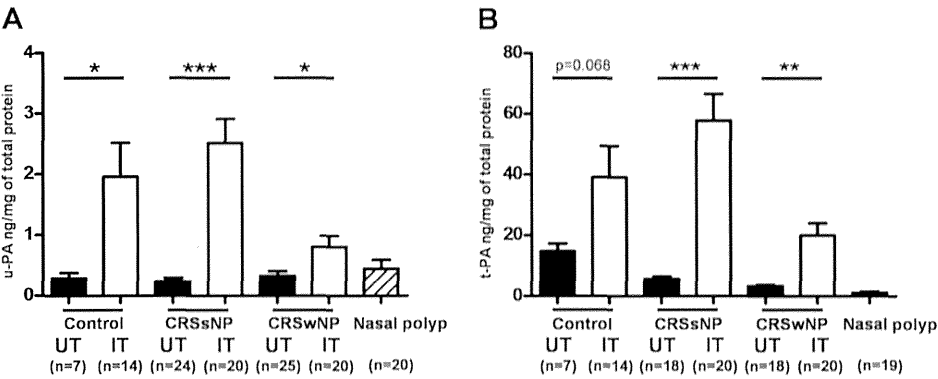 A
u-PA ng/mg of total protein
4
3
2
1
0
* *** *
Control CRSsNP CRSwNP Nasal polyp
UT IT UT IT UT IT
(n=7) (n=14) (n=24) (n=20) (n=25) (n=20) (n=20)
B
t-PA ng/mg of total protein
80
60
40
20
0
p=0.068 *** **
Control CRSsNP CRSwNP Nasal polyp
UT IT UT IT UT IT
(n=7) (n=14) (n=18) (n=20) (n=18) (n=20) (n=19)